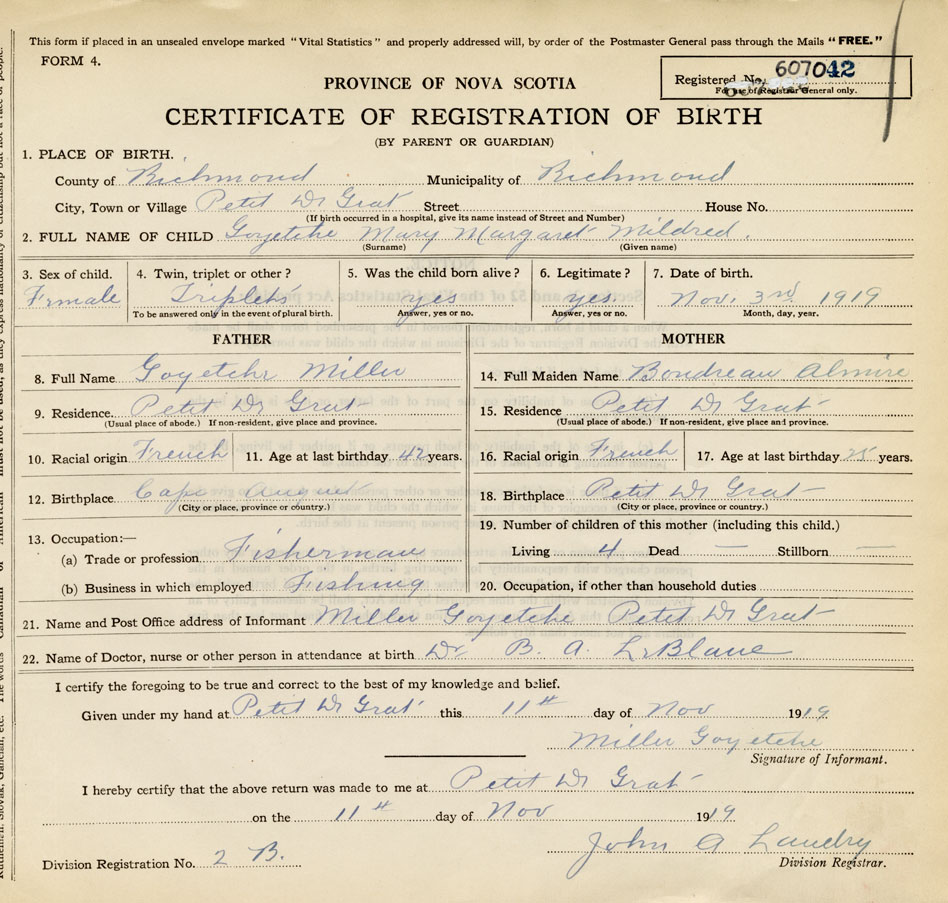 This form if placed in an unsealed envelope marked "Vital Statistics" and properly addressed will, by order of the Postmaster General pass through the Mails "FREE."
FORM 4.
Registered No. 607042
For use of Registrar General only.
PROVINCE OF NOVA SCOTIA
CERTIFICATE OF REGISTRATION OF BIRTH
(BY PARENT OR GUARDIAN)
1. PLACE OF BIRTH.
County of Richmond Municipality of Richmond
City, Town or Village Petit Dr Grat Street House No.
(If birth occurred in a hospital, give its name instead of Street and Number)
2. FULL NAME OF CHILD Goyetche Mary Margaret Mildred.
(Surname) (Given name)
3. Sex of child. 4. Twin, triplet or other? 5. Was the child born alive? 6. Legitimate? 7. Date of birth.
Female Triplets yes yes. Nov. 3rd 1919
To be answered only in the event of plural birth. Answer, yes or no. Answer, yes or no. Month, day, year.
FATHER MOTHER
8. Full Name Goyetche Miller 14. Full Maiden Name Boudreau Almire
9. Residence. Petit Dr Grat 15. Residence Petit Dr Grat
(Usual place of abode.) If non-resident, give place and province. (Usual place of abode.) If non-resident, give place and province.
10. Racial origin French 11. Age at last birthday 42 years. 16. Racial origin French 17. Age at last birthday 25 years.
12. Birthplace Cape August 18. Birthplace Petit Dr Grat
(City or place, province or country.) (City or place, province or country.)
13. Occupation:— 19. Number of children of this mother (including this child.)
(a) Trade or profession Fisherman Living 4 Dead — Stillborn —
(b) Business in which employed Fishing 20. Occupation, if other than household duties
21. Name and Post Office address of Informant Miller Goyetche Petit Dr Grat
22. Name of Doctor, nurse or other person in attendance at birth Dr B. A. LeBlanc
I certify the foregoing to be true and correct to the best of my knowledge and belief.
Given under my hand at Petit Dr Grat this 11th day of Nov 1919
Miller Goyetche
Signature of Informant.
I hereby certify that the above return was made to me at Petit Dr Grat
on the 11th day of Nov 1919
John A Landry
Division Registration No. 2 B. Division Registrar.